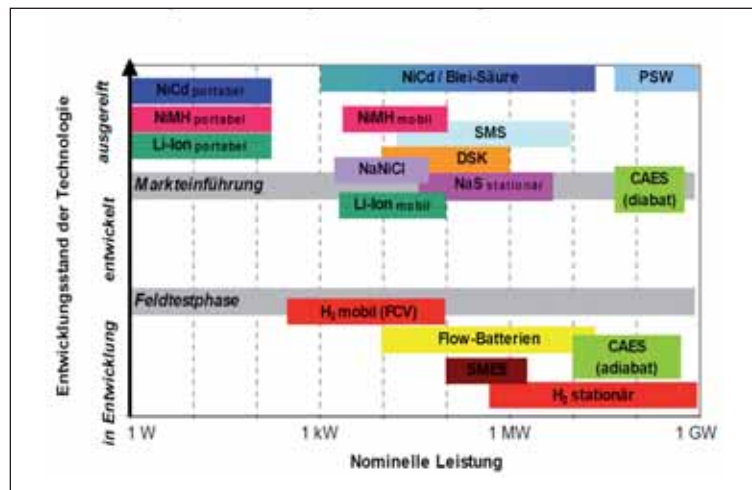 Entwicklungsstand der Technologie
ausgereift
entwickelt
in Entwicklung
NiCd portabel
NiMH portabel
Li-Ion portabel
NiCd / Blei-Säure
PSW
NiMH mobil
SMS
DSK
NaNiCl
Markteinführung
NaS stationär
CAES
(diabat)
Li-Ion mobil
Feldtestphase
H₂ mobil (FCV)
Flow-Batterien
CAES
(adiabat)
SMES
H₂ stationär
1 W
1 kW
1 MW
1 GW
Nominelle Leistung